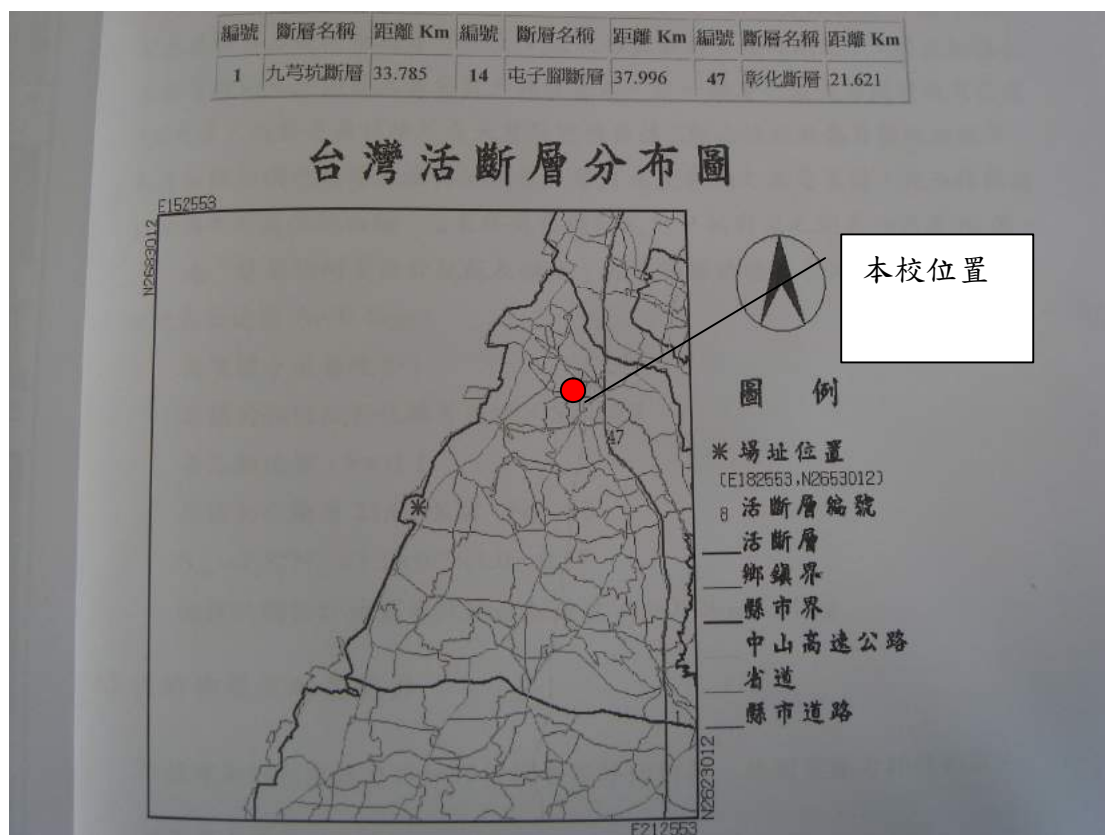 編號 斷層名稱 距離 Km 編號 斷層名稱 距離 Km 編號 斷層名稱 距離 Km
1 九芎坑斷層 33.785 14 屯子腳斷層 37.996 47 彰化斷層 21.621
台灣活斷層分布圖
E152553
N2683012
本校位置
47
圖 例
※場址位置
(E182553,N2653012)
8 活斷層編號
活斷層
鄉鎮界
縣市界
中山高速公路
省道
縣市道路
N2623012
E212553